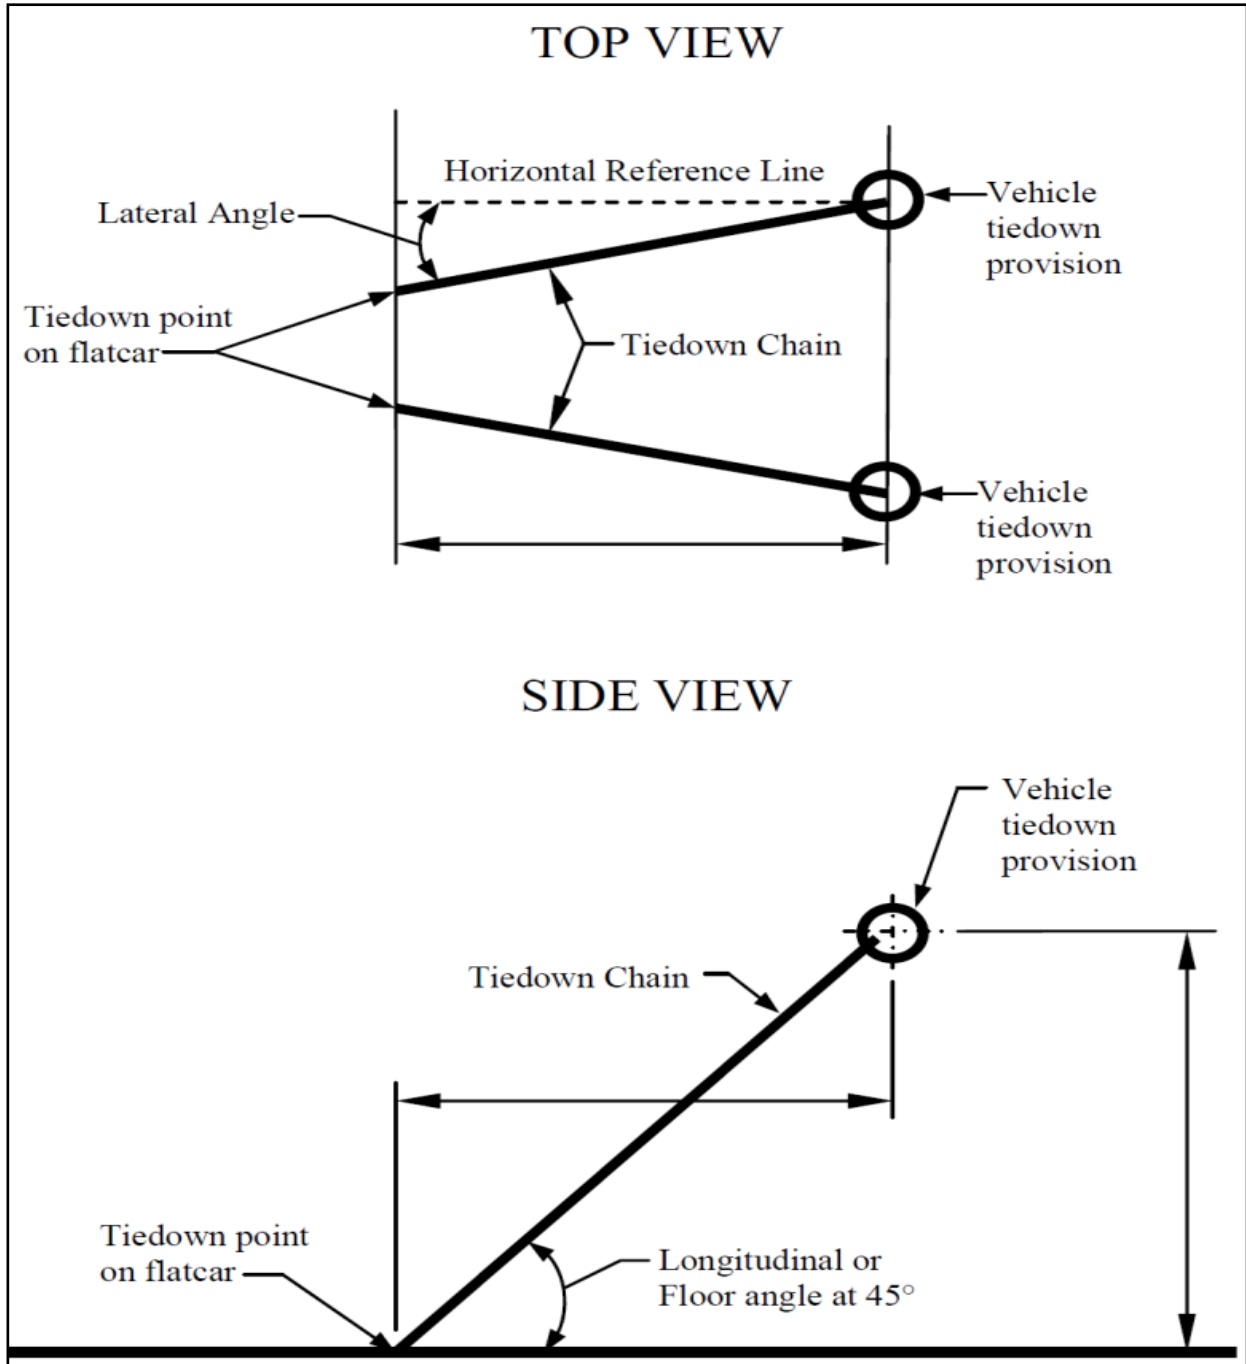 TOP VIEW
Horizontal Reference Line
Lateral Angle
Vehicle
tiedown
provision
Tiedown point
on flatcar
Tiedown Chain
Vehicle
tiedown
provision
SIDE VIEW
Vehicle
tiedown
provision
Tiedown Chain
Tiedown point
on flatcar
Longitudinal or
Floor angle at 45°